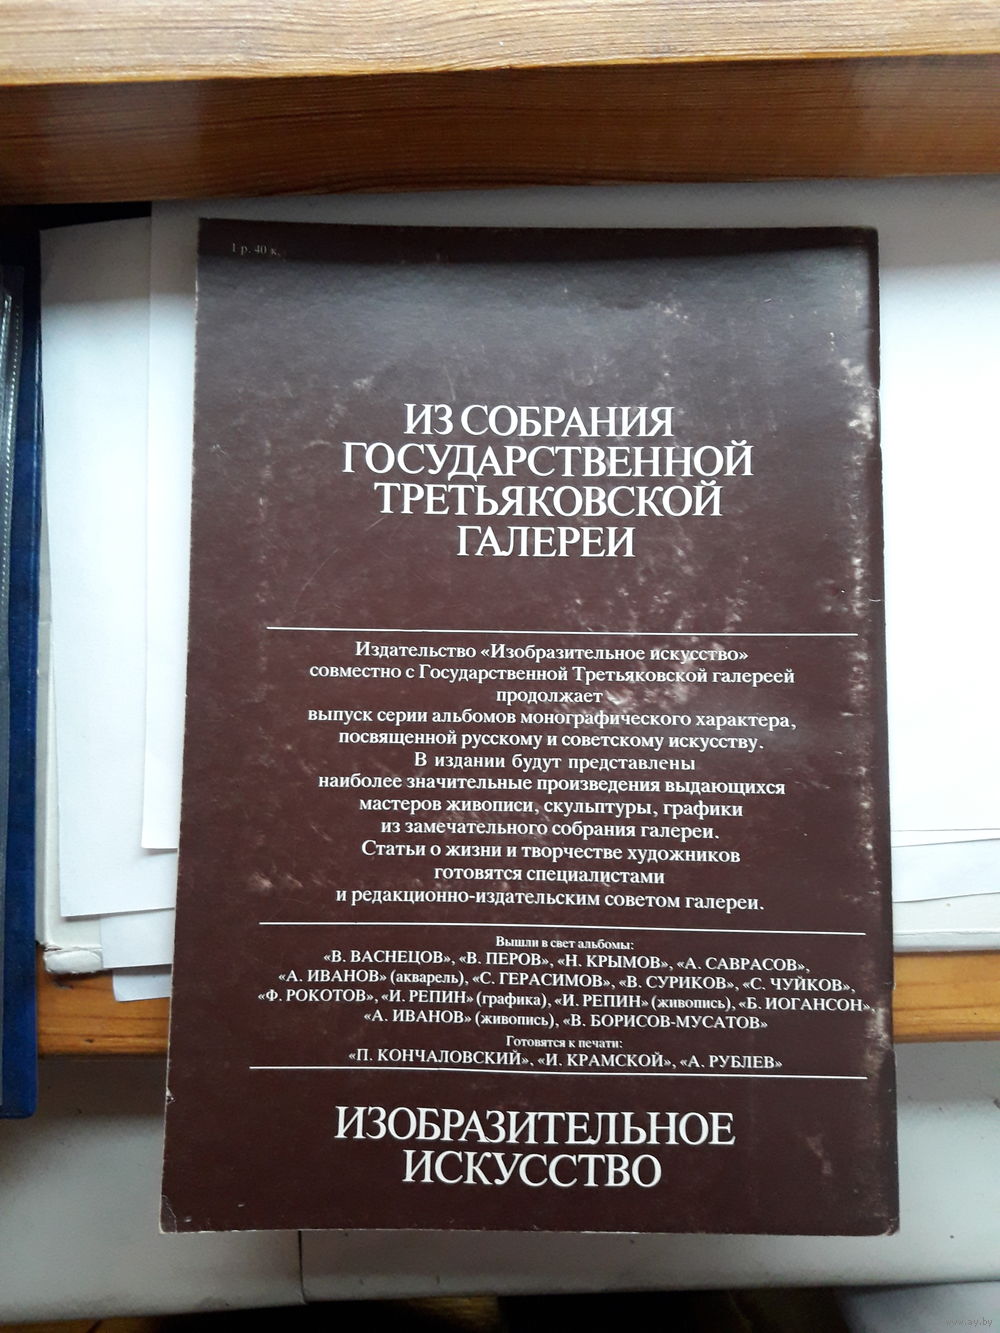 1 р. 40 к.
ИЗ СОБРАНИЯ
ГОСУДАРСТВЕННОЙ
ТРЕТЬЯКОВСКОЙ
ГАЛЕРЕИ
Издательство «Изобразительное искусство»
совместно с Государственной Третьяковской галереей
продолжает
выпуск серии альбомов монографического характера,
посвященной русскому и советскому искусству.
В издании будут представлены
наиболее значительные произведения выдающихся
мастеров живописи, скульптуры, графики
из замечательного собрания галереи.
Статьи о жизни и творчестве художников
готовятся специалистами
и редакционно-издательским советом галереи.
Вышли в свет альбомы:
«В. ВАСНЕЦОВ», «В. ПЕРОВ», «Н. КРЫМОВ», «А. САВРАСОВ»,
«А. ИВАНОВ» (акварель), «С. ГЕРАСИМОВ», «В. СУРИКОВ», «С. ЧУЙКОВ»,
«Ф. РОКОТОВ», «И. РЕПИН» (графика), «И. РЕПИН» (живопись), «Б. ИОГАНСОН»,
«А. ИВАНОВ» (живопись), «В. БОРИСОВ-МУСАТОВ»
Готовятся к печати:
«П. КОНЧАЛОВСКИЙ», «И. КРАМСКОЙ», «А. РУБЛЕВ»
ИЗОБРАЗИТЕЛЬНОЕ
ИСКУССТВО
www.ay.by